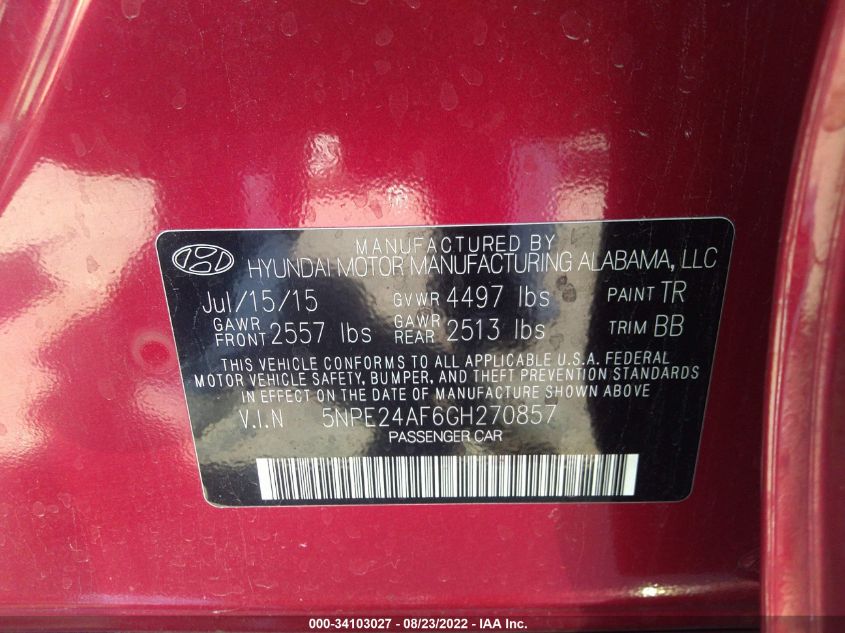 MANUFACTURED BY
HYUNDAI MOTOR MANUFACTURING ALABAMA, LLC
Jul/15/15 GVWR 4497 lbs PAINT TR
GAWR FRONT 2557 lbs GAWR REAR 2513 lbs TRIM BB
THIS VEHICLE CONFORMS TO ALL APPLICABLE U.S.A. FEDERAL
MOTOR VEHICLE SAFETY, BUMPER, AND THEFT PREVENTION STANDARDS
IN EFFECT ON THE DATE OF MANUFACTURE SHOWN ABOVE
V.I.N 5NPE24AF6GH270857
PASSENGER CAR
000-34103027 - 08/23/2022 - Copyright IAA, Inc.